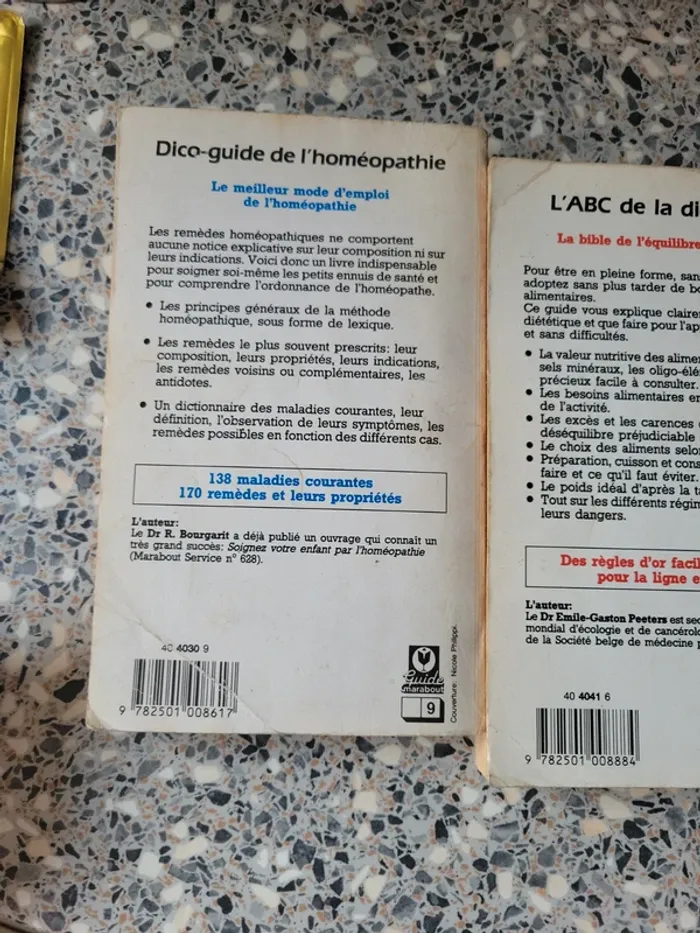 Dico-guide de l'homéopathie
Le meilleur mode d'emploi
de l'homéopathie
Les remèdes homéopathiques ne comportent
aucune notice explicative sur leur composition ni sur
leurs indications. Voici donc un livre indispensable
pour soigner soi-même les petits ennuis de santé et
pour comprendre l'ordonnance de l'homéopathe.
• Les principes généraux de la méthode
homéopathique, sous forme de lexique.
• Les remèdes le plus souvent prescrits: leur
composition, leurs propriétés, leurs indications,
les remèdes voisins ou complémentaires, les
antidotes.
• Un dictionnaire des maladies courantes, leur
définition, l'observation de leurs symptômes, les
remèdes possibles en fonction des différents cas.
138 maladies courantes
170 remèdes et leurs propriétés
L'auteur:
Le Dr R. Bourgarit a déjà publié un ouvrage qui connaît un
très grand succès: Soignez votre enfant par l'homéopathie
(Marabout Service n° 628).
40 4030 9
9 782501 008617
Guide
marabout
9
Couverture: Nicole Philippi.
L'ABC de la di
La bible de l'équilibre
Pour être en pleine forme, san
adoptez sans plus tarder de bo
alimentaires.
Ce guide vous explique claire
diététique et que faire pour l'ap
et sans difficultés.
• La valeur nutritive des alime
sels minéraux, les oligo-élé
précieux facile à consulter.
• Les besoins alimentaires en
de l'activité.
• Les excès et les carences
déséquilibre préjudiciable
• Le choix des aliments selo
• Préparation, cuisson et con
faire et ce qu'il faut éviter.
• Le poids idéal d'après la t
• Tout sur les différents régi
leurs dangers.
Des règles d'or facil
pour la ligne e
L'auteur:
Le Dr Emile-Gaston Peeters est sec
mondial d'écologie et de cancérolo
de la Société belge de médecine p
40 4041 6
9 782501 008884